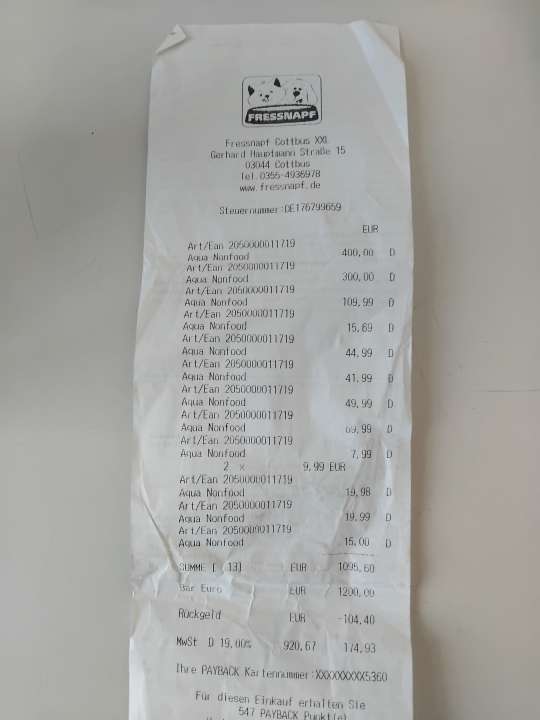 FRESSNAPF
Fressnapf Cottbus XXL
Gerhard Hauptmann Straße 15
03044 Cottbus
Tel.0355-4936978
www.fressnapf.de
Steuernummer:DE176799659
EUR
Art/Ean 2050000011719
Aqua Nonfood 400,00 D
Art/Ean 2050000011719
Aqua Nonfood 300,00 D
Art/Ean 2050000011719
Aqua Nonfood 109,99 D
Art/Ean 2050000011719
Aqua Nonfood 15,69 D
Art/Ean 2050000011719
Aqua Nonfood 44,99 D
Art/Ean 2050000011719
Aqua Nonfood 41,99 D
Art/Ean 2050000011719
Aqua Nonfood 49,99 D
Art/Ean 2050000011719
Aqua Nonfood 69,99 D
Art/Ean 2050000011719
Aqua Nonfood 7,99 D
2 x 9,99 EUR
Art/Ean 2050000011719
Aqua Nonfood 19,98 D
Art/Ean 2050000011719
Aqua Nonfood 19,99 D
Art/Ean 2050000011719
Aqua Nonfood 15,00 D
SUMME [ 13] EUR 1095,60
Bar Euro EUR 1200,00
Rückgeld EUR -104,40
MwSt D 19,00% 920,67 174,93
Ihre PAYBACK Kartennummer:XXXXXXXXX5360
Für diesen Einkauf erhalten Sie
547 PAYBACK Punkt(e)